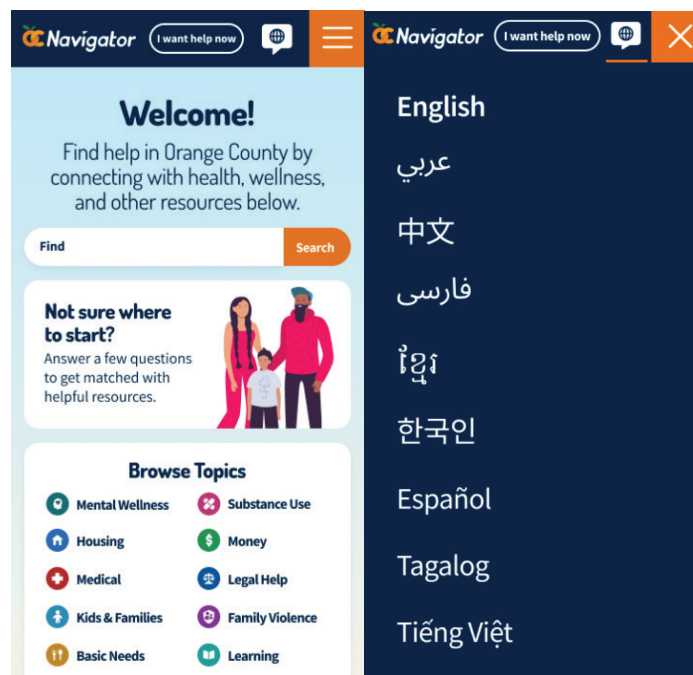 OC Navigator
I want help now
Welcome!
Find help in Orange County by
connecting with health, wellness,
and other resources below.
Find
Search
Not sure where
to start?
Answer a few questions
to get matched with
helpful resources.
Browse Topics
Mental Wellness
Substance Use
Housing
Money
Medical
Legal Help
Kids & Families
Family Violence
Basic Needs
Learning
OC Navigator
I want help now
English
عربي
中文
فارسی
ខ្មែរ
한국인
Español
Tagalog
Tiếng Việt